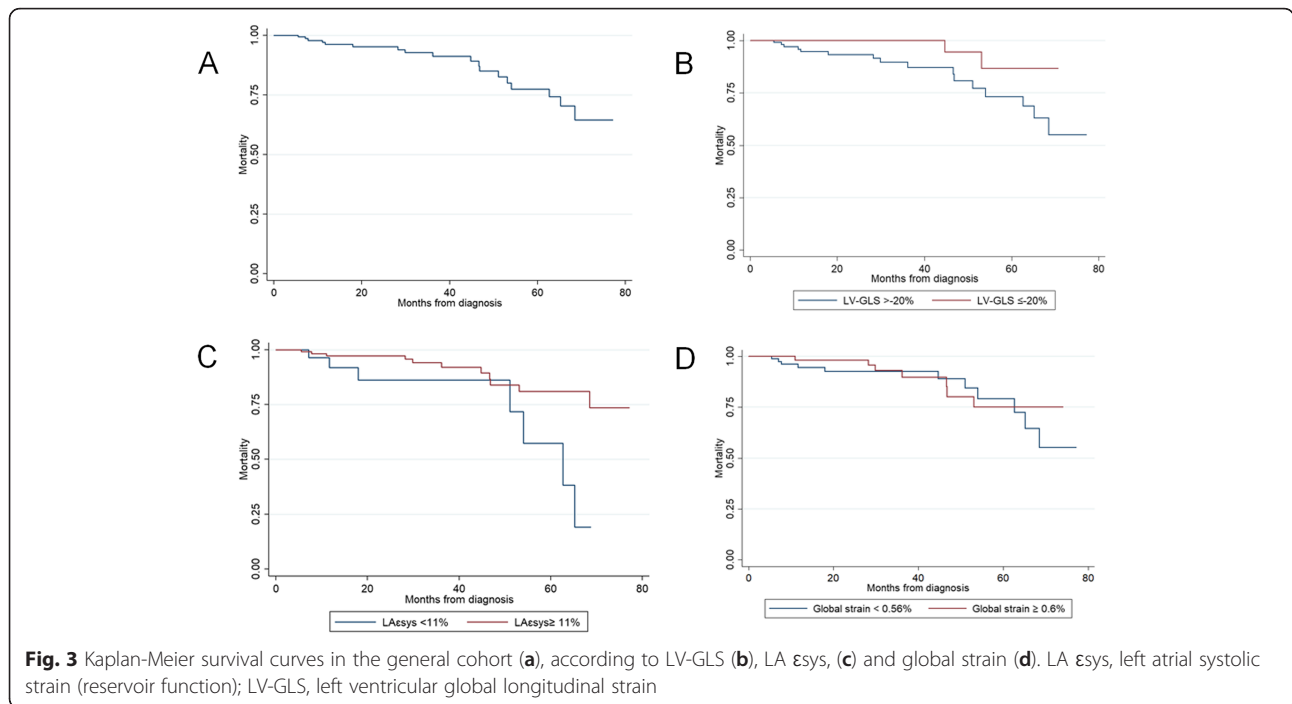 A
Mortality
1.00
0.75
0.50
0.25
0.00
0 20 40 60 80
Months from diagnosis
B
Mortality
1.00
0.75
0.50
0.25
0.00
0 20 40 60 80
Months from diagnosis
LV-GLS >-20% LV-GLS ≤-20%
C
Mortality
1.00
0.75
0.50
0.25
0.00
0 20 40 60 80
Months from diagnosis
LAεsys <11% LAεsys≥ 11%
D
Mortality
1.00
0.75
0.50
0.25
0.00
0 20 40 60 80
Months from diagnosis
Global strain < 0.56% Global strain ≥ 0.6%
Fig. 3 Kaplan-Meier survival curves in the general cohort (a), according to LV-GLS (b), LA εsys, (c) and global strain (d). LA εsys, left atrial systolic
strain (reservoir function); LV-GLS, left ventricular global longitudinal strain